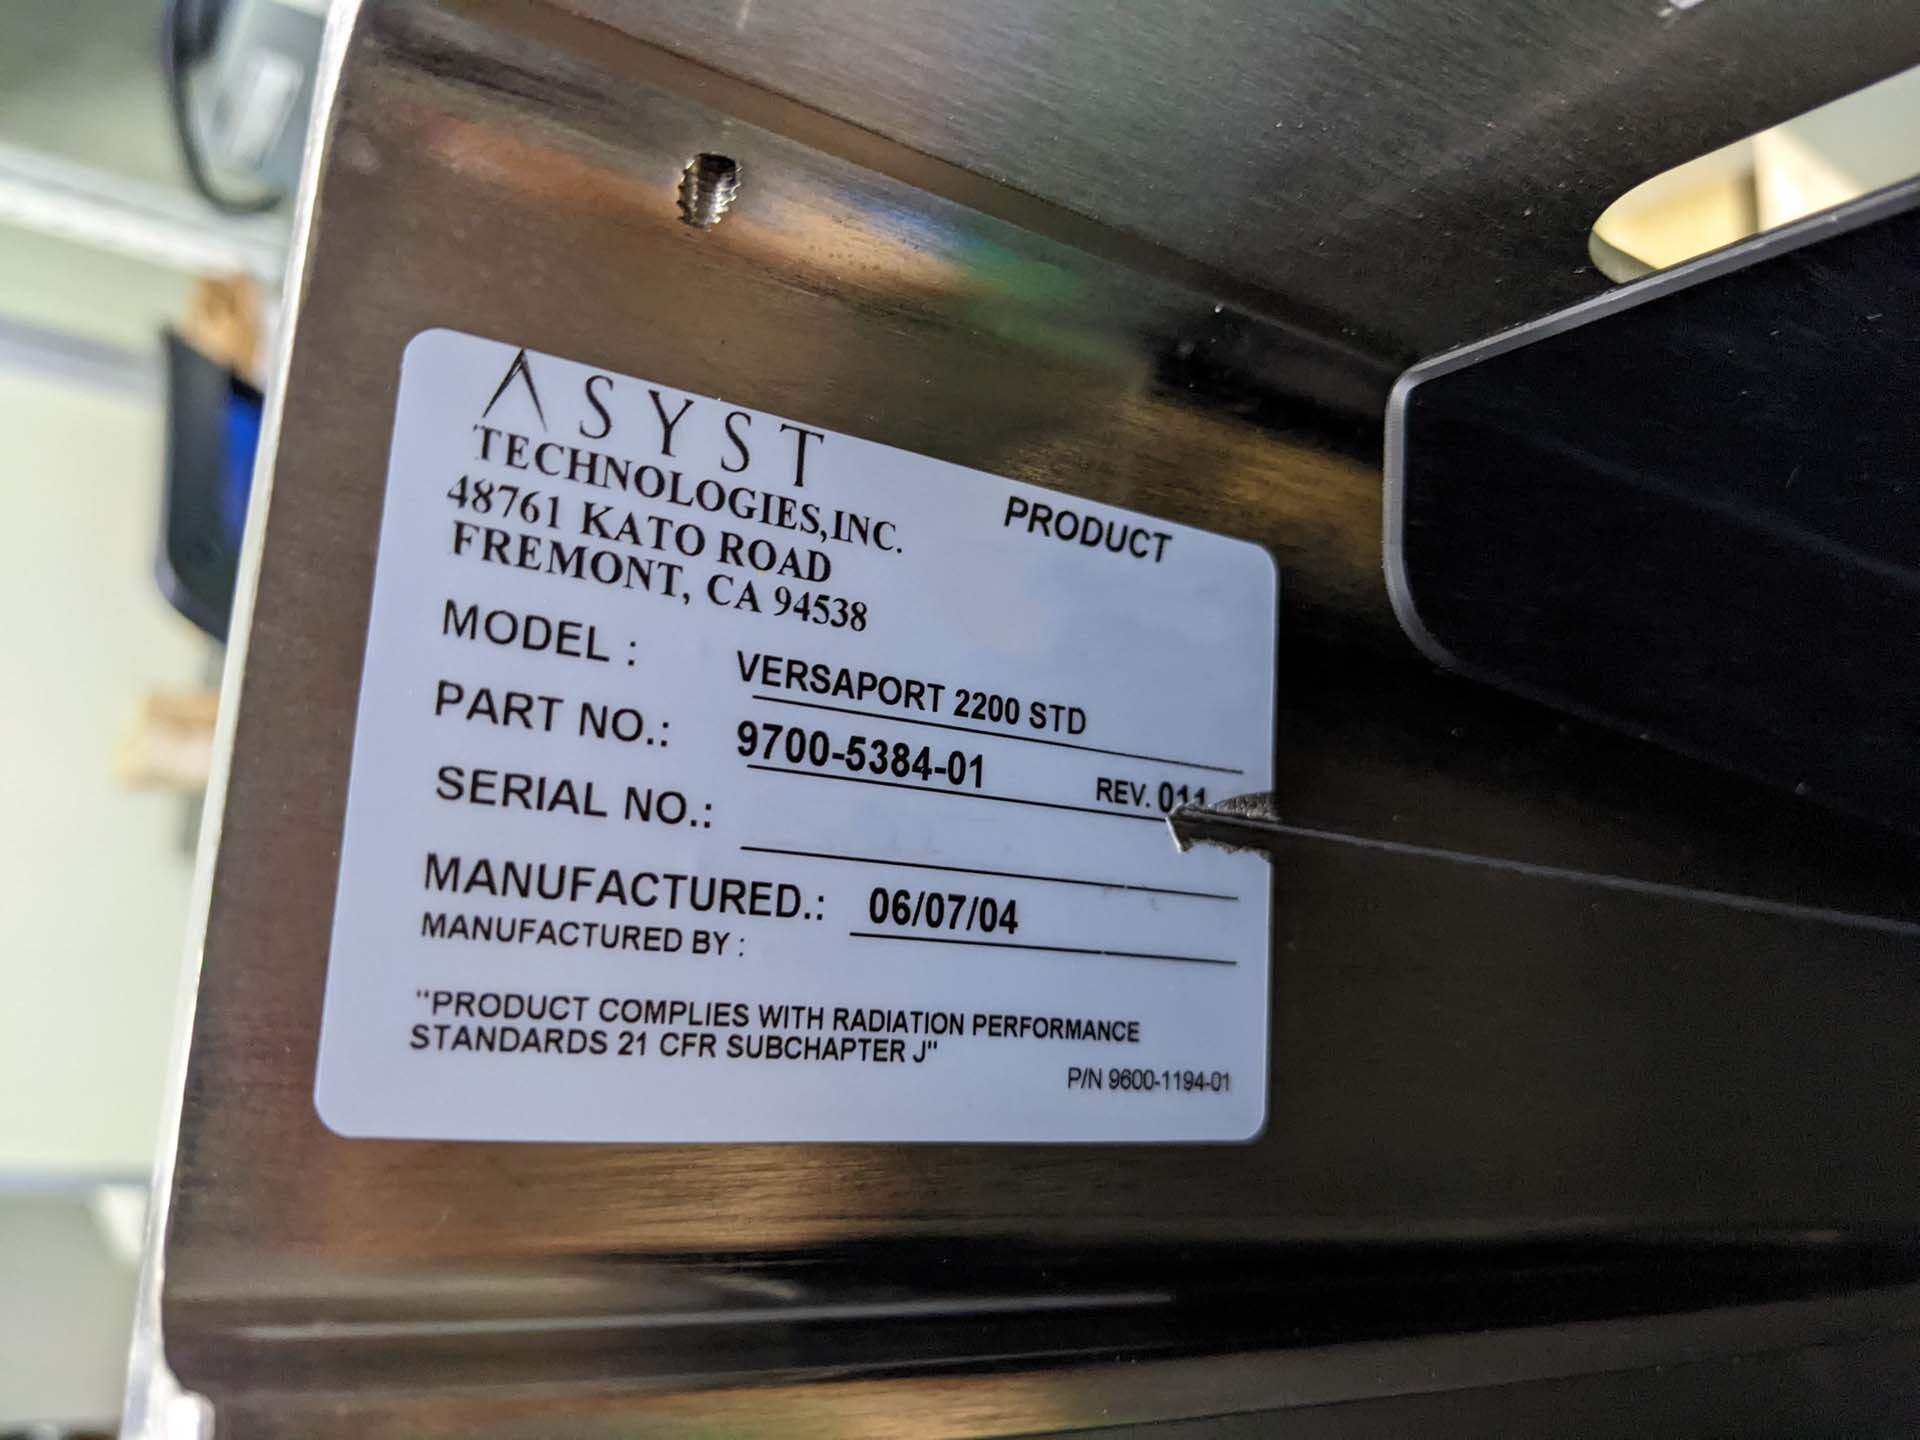 ASYST
TECHNOLOGIES,INC.
48761 KATO ROAD
FREMONT, CA 94538
PRODUCT
MODEL : VERSAPORT 2200 STD
PART NO.: 9700-5384-01 REV. 011
SERIAL NO.:
MANUFACTURED.: 06/07/04
MANUFACTURED BY :
"PRODUCT COMPLIES WITH RADIATION PERFORMANCE
STANDARDS 21 CFR SUBCHAPTER J"
P/N 9600-1194-01